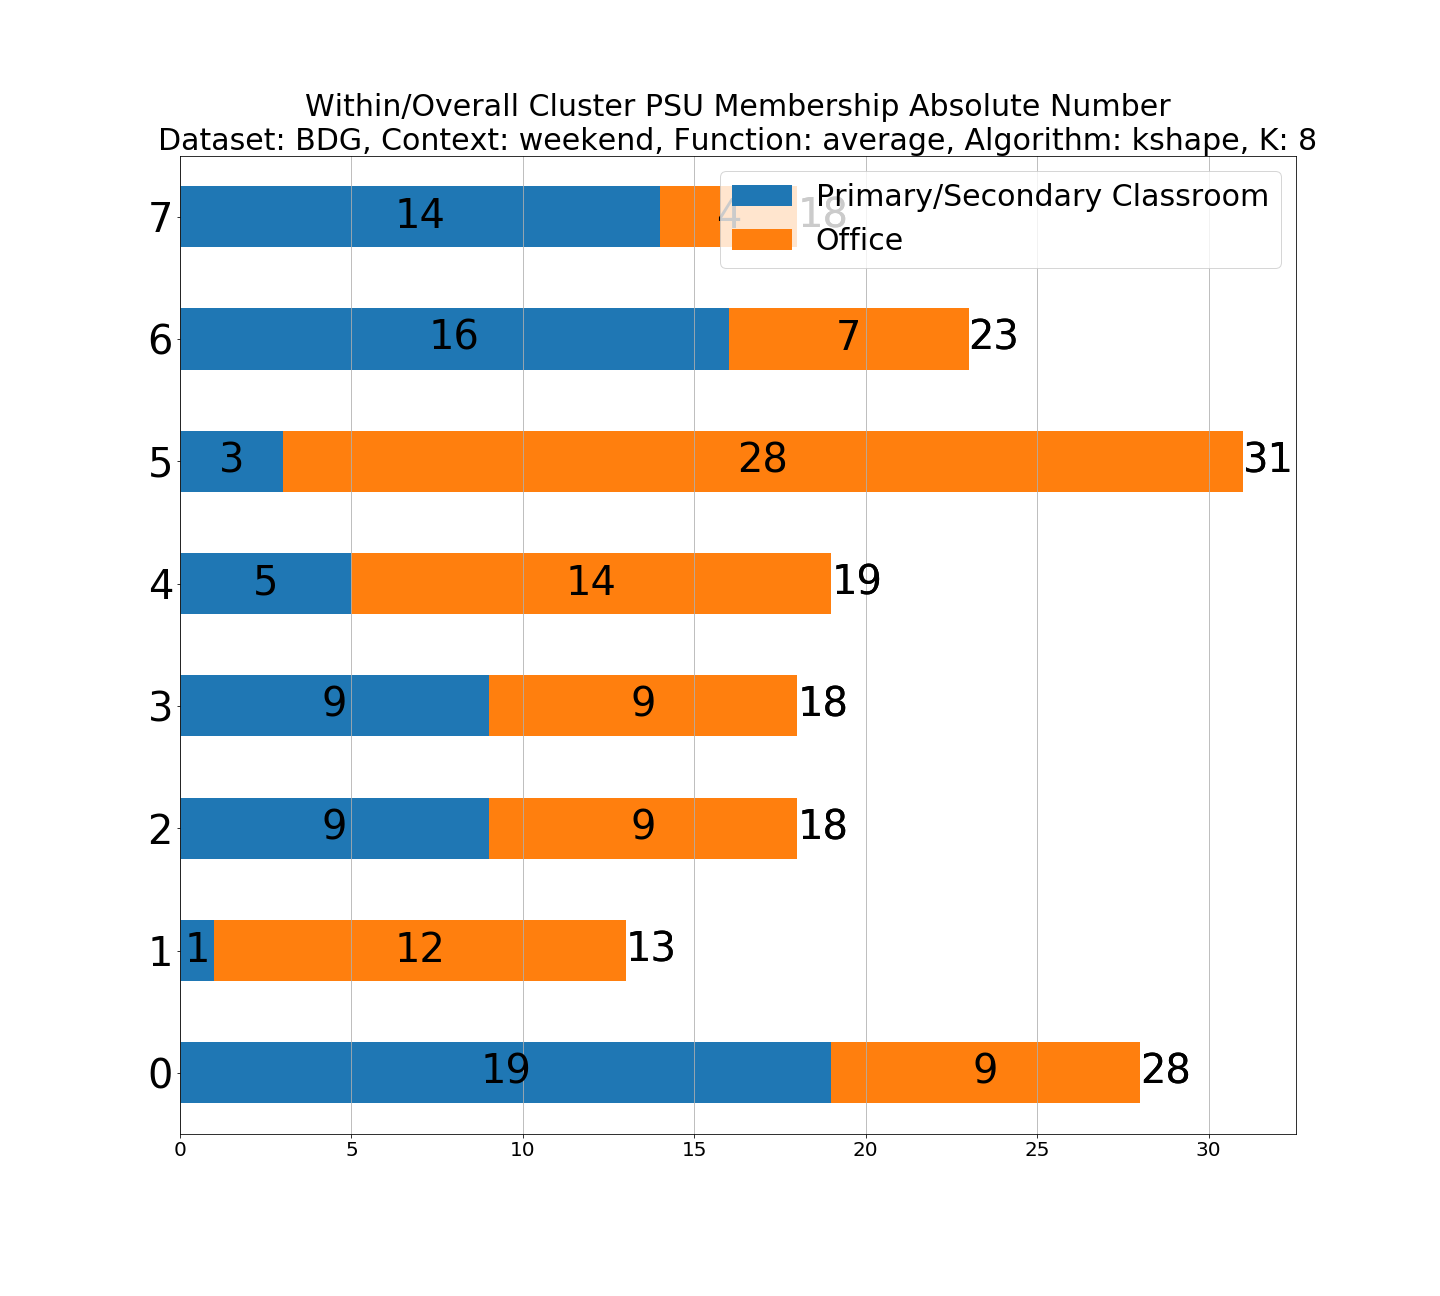 Within/Overall Cluster PSU Membership Absolute Number
Dataset: BDG, Context: weekend, Function: average, Algorithm: kshape, K: 8
Primary/Secondary Classroom
Office
7 14 4 18
6 16 7 23
5 3 28 31
4 5 14 19
3 9 9 18
2 9 9 18
1 1 12 13
0 19 9 28
0 5 10 15 20 25 30